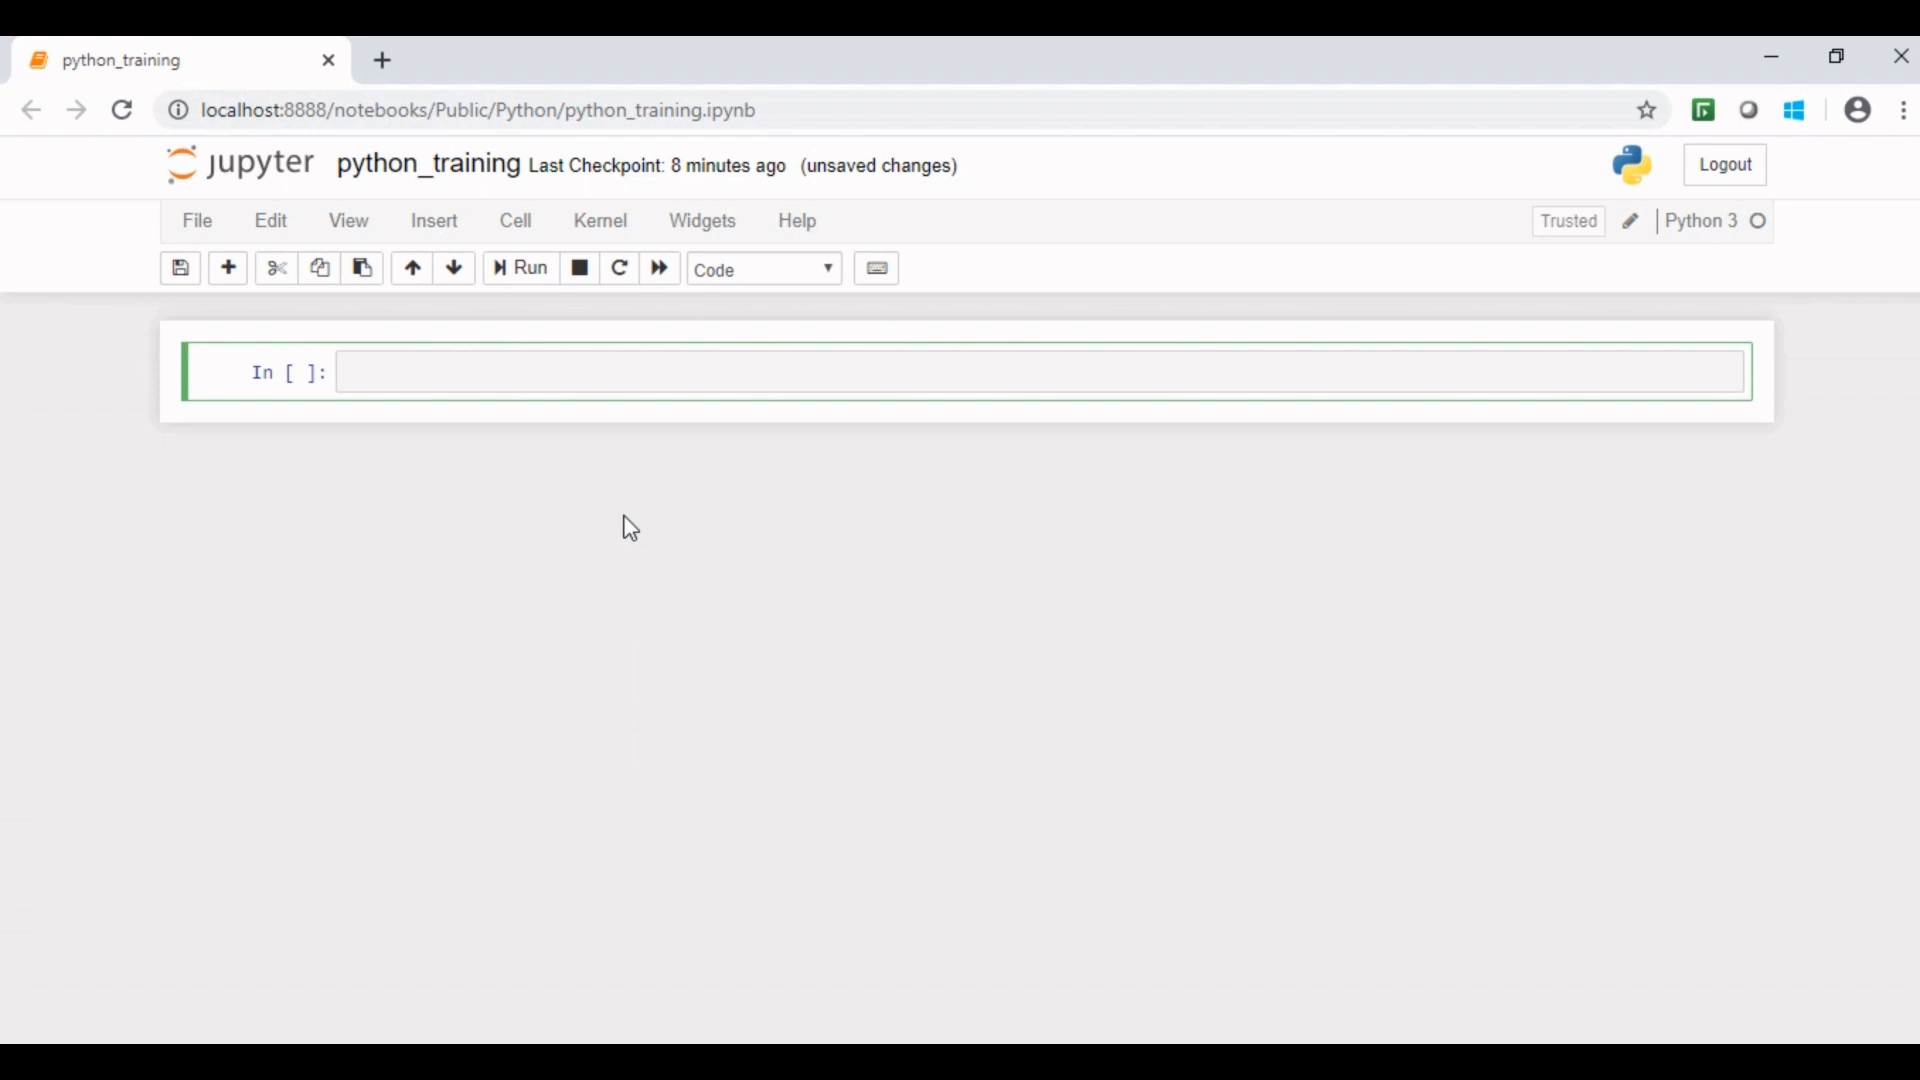 python_training
localhost:8888/notebooks/Public/Python/python_training.ipynb
jupyter python_training Last Checkpoint: 8 minutes ago (unsaved changes)
Logout
File Edit View Insert Cell Kernel Widgets Help Trusted Python 3
Run Code
In [ ]: